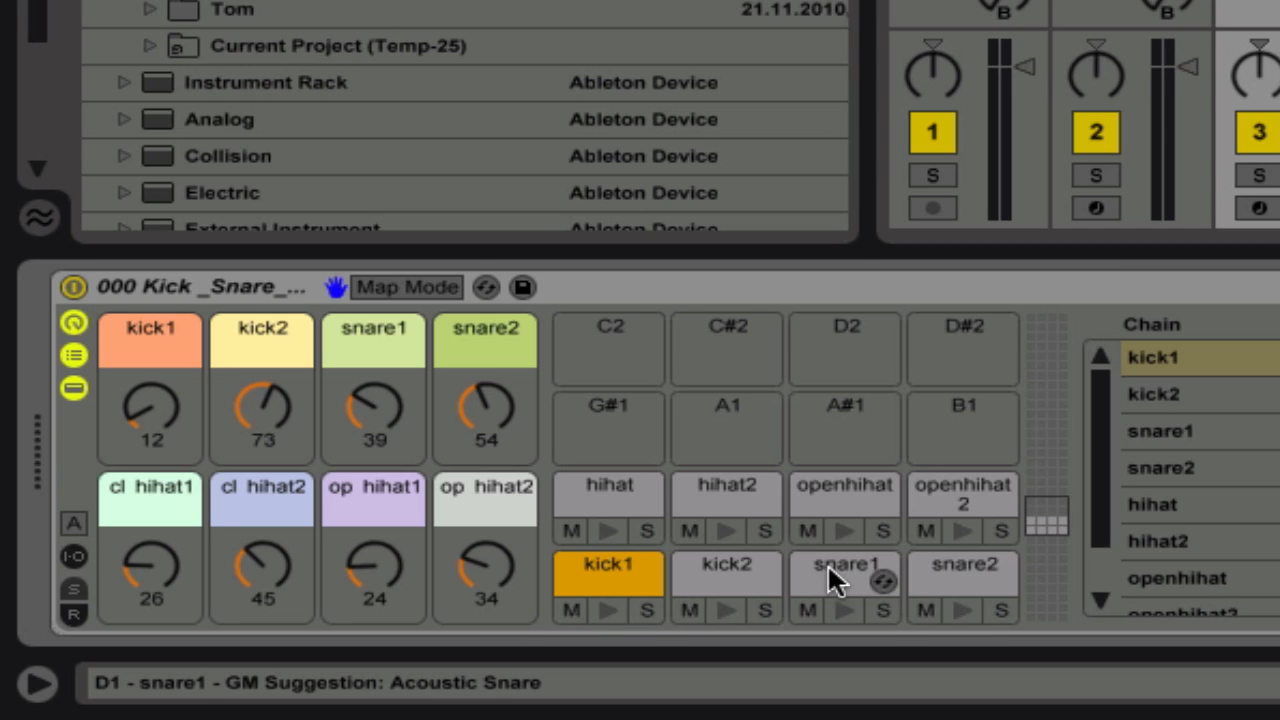 Tom 21.11.2010,
Current Project (Temp-25)
Instrument Rack Ableton Device
Analog Ableton Device
Collision Ableton Device
Electric Ableton Device
External Instrument
B B
1 2 3
S S S
000 Kick _Snare_... Map Mode
kick1 kick2 snare1 snare2
12 73 39 54
cl hihat1 cl hihat2 op hihat1 op hihat2
26 45 24 34
A
I-O
S
R
C2 C#2 D2 D#2
G#1 A1 A#1 B1
hihat hihat2 openhihat openhihat
2
M S M S M S M S
kick1 kick2 snare1 snare2
M S M S M S M S
Chain
kick1
kick2
snare1
snare2
hihat
hihat2
openhihat
openhihat2
D1 - snare1 - GM Suggestion: Acoustic Snare